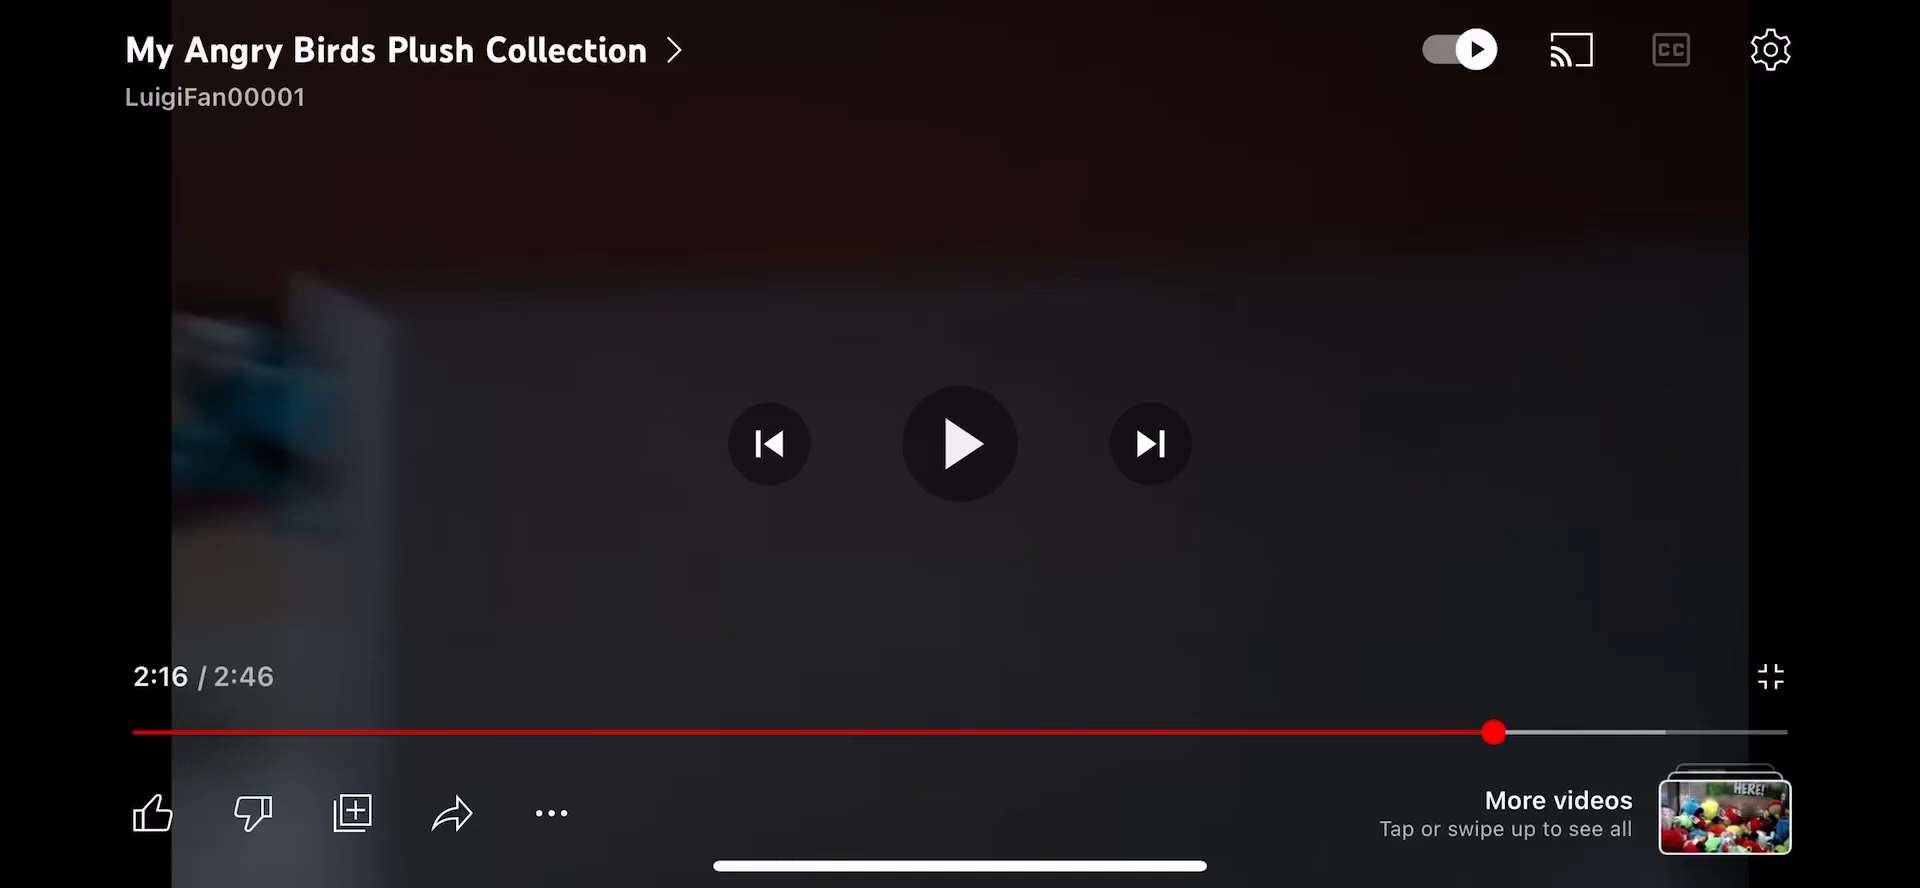 My Angry Birds Plush Collection
LuigiFan00001
CC
2:16 / 2:46
More videos
Tap or swipe up to see all
HERE!